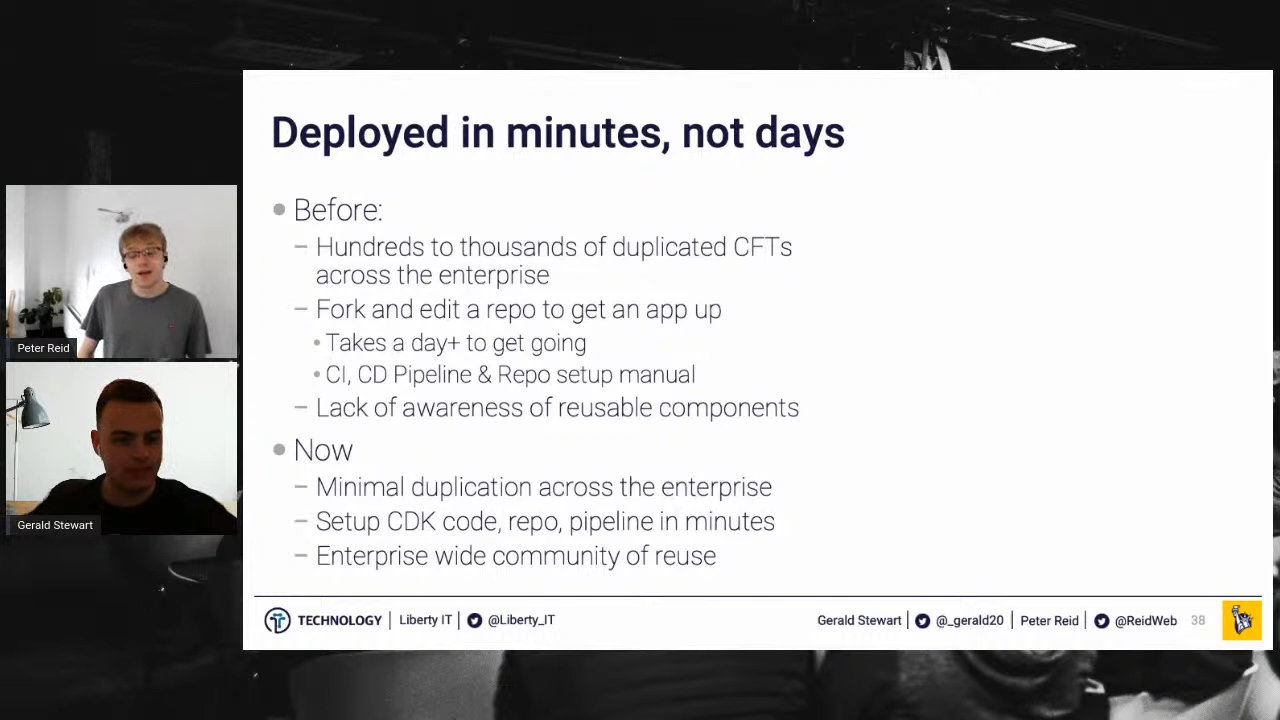 Deployed in minutes, not days
• Before:
– Hundreds to thousands of duplicated CFTs
across the enterprise
– Fork and edit a repo to get an app up
• Takes a day+ to get going
• CI, CD Pipeline & Repo setup manual
– Lack of awareness of reusable components
• Now
– Minimal duplication across the enterprise
– Setup CDK code, repo, pipeline in minutes
– Enterprise wide community of reuse
Peter Reid
Gerald Stewart
TECHNOLOGY | Liberty IT | @Liberty_IT
Gerald Stewart | @_gerald20 | Peter Reid | @ReidWeb 38